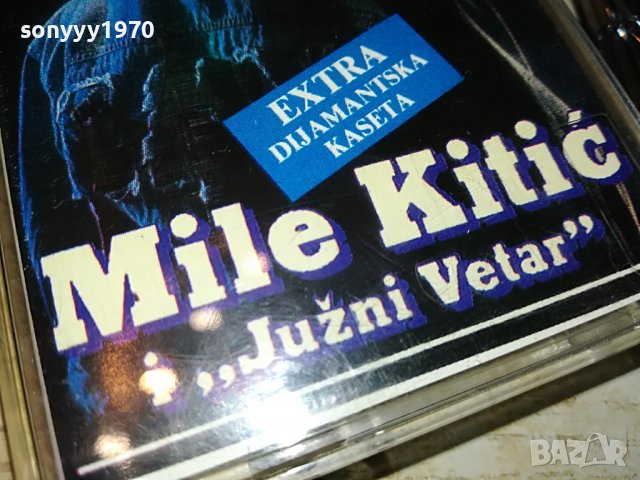 sonyyy1970
EXTRA
DIJAMANTSKA
KASETA
Mile Kitić
i „Južni Vetar”
BAZAR